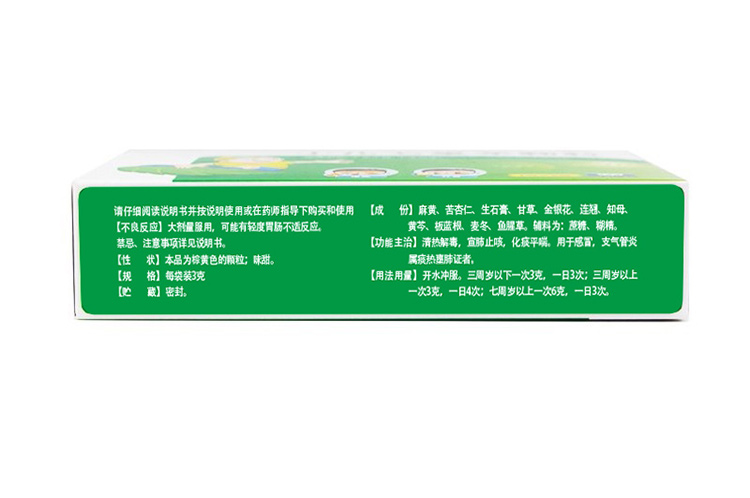 请仔细阅读说明书并按说明使用或在药师指导下购买和使用
【不良反应】大剂量服用，可能有轻度胃肠不适反应。
禁忌、注意事项详见说明书。
【性 状】本品为棕黄色的颗粒；味甜。
【规 格】每袋装3克
【贮 藏】密封。
【成 份】麻黄、苦杏仁、生石膏、甘草、金银花、连翘、知母、
黄芩、板蓝根、麦冬、鱼腥草。辅料为：蔗糖、糊精。
【功能主治】清热解毒，宣肺止咳，化痰平喘。用于感冒，支气管炎
属痰热壅肺证者。
【用法用量】开水冲服。三周岁以下一次3克，一日3次；三周岁以上
一次3克，一日4次；七周岁以上一次6克，一日3次。